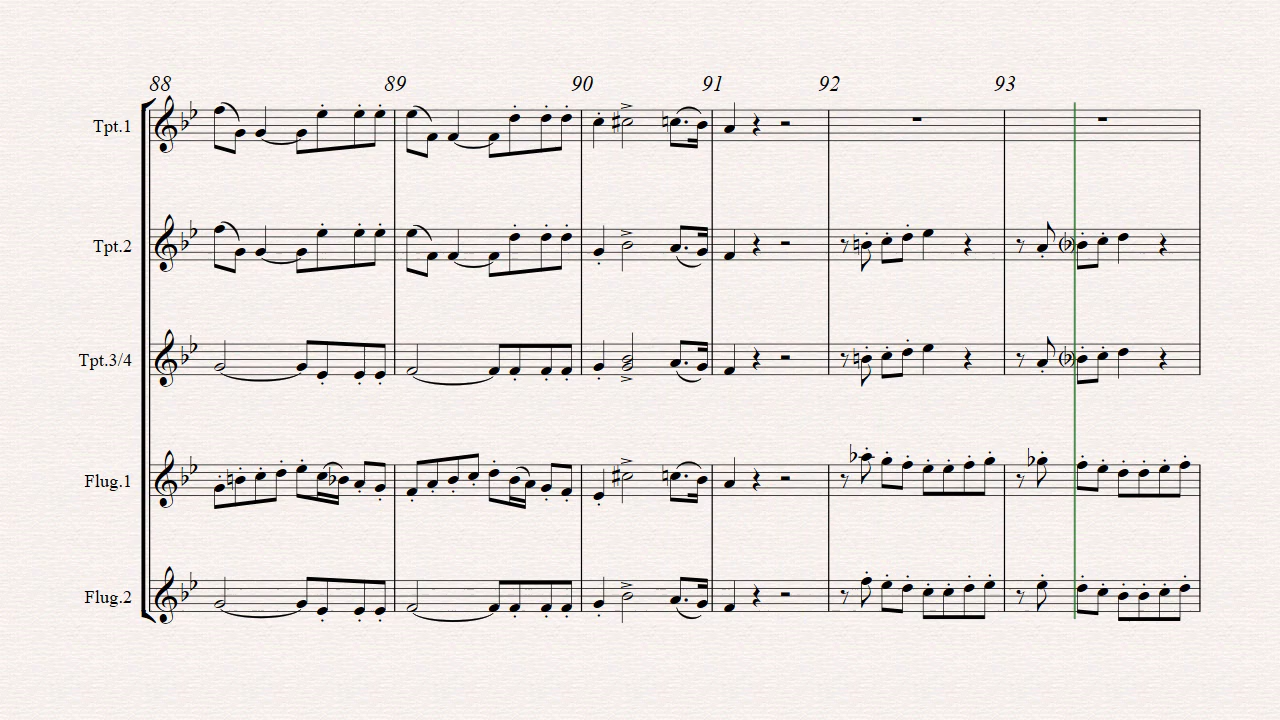 88 89 90 91 92 93
Tpt.1
Tpt.2
Tpt.3/4
Flug.1
Flug.2